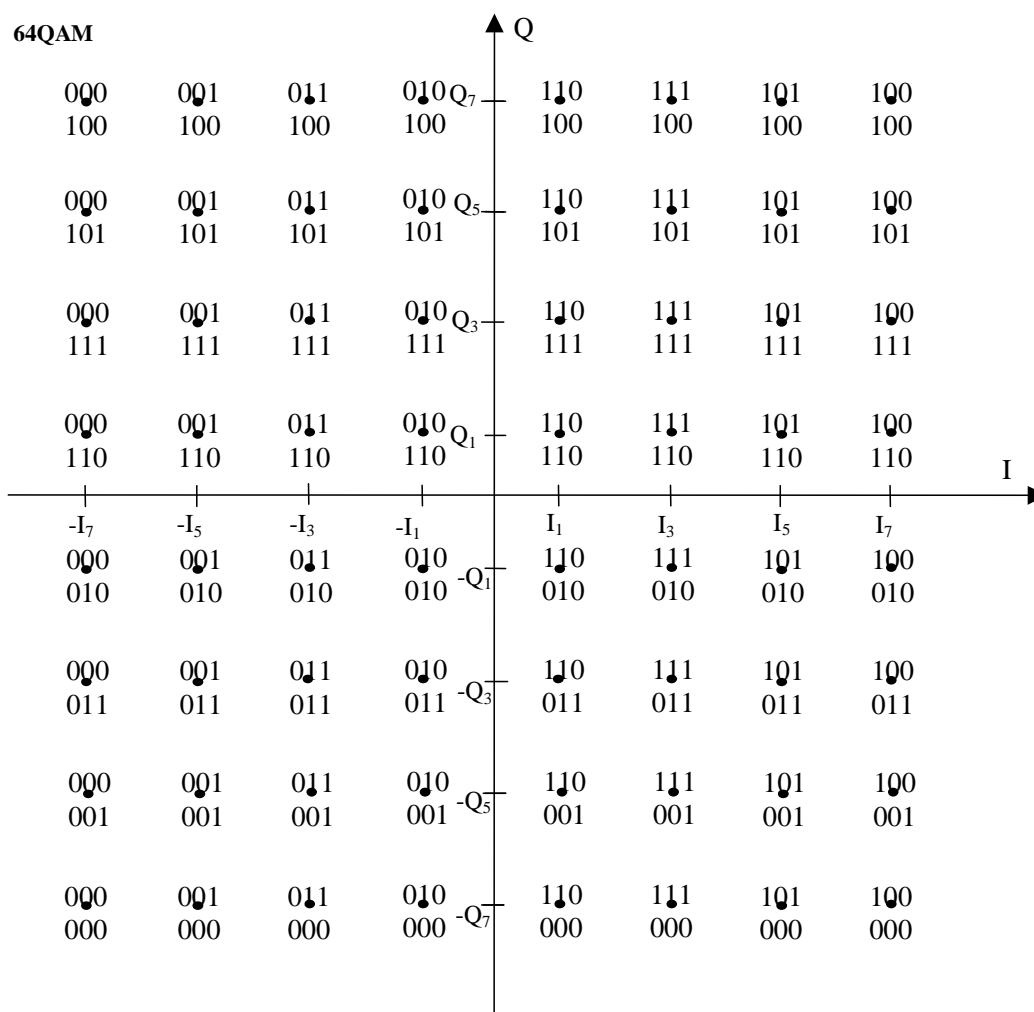 64QAM
Q
000 001 011 010 Q7 110 111 101 100
100 100 100 100 100 100 100 100
000 001 011 010 Q5 110 111 101 100
101 101 101 101 101 101 101 101
000 001 011 010 Q3 110 111 101 100
111 111 111 111 111 111 111 111
000 001 011 010 Q1 110 111 101 100
110 110 110 110 110 110 110 110
I
-I7 -I5 -I3 -I1 I1 I3 I5 I7
000 001 011 010 -Q1 110 111 101 100
010 010 010 010 010 010 010 010
000 001 011 010 -Q3 110 111 101 100
011 011 011 011 011 011 011 011
000 001 011 010 -Q5 110 111 101 100
001 001 001 001 001 001 001 001
000 001 011 010 -Q7 110 111 101 100
000 000 000 000 000 000 000 000